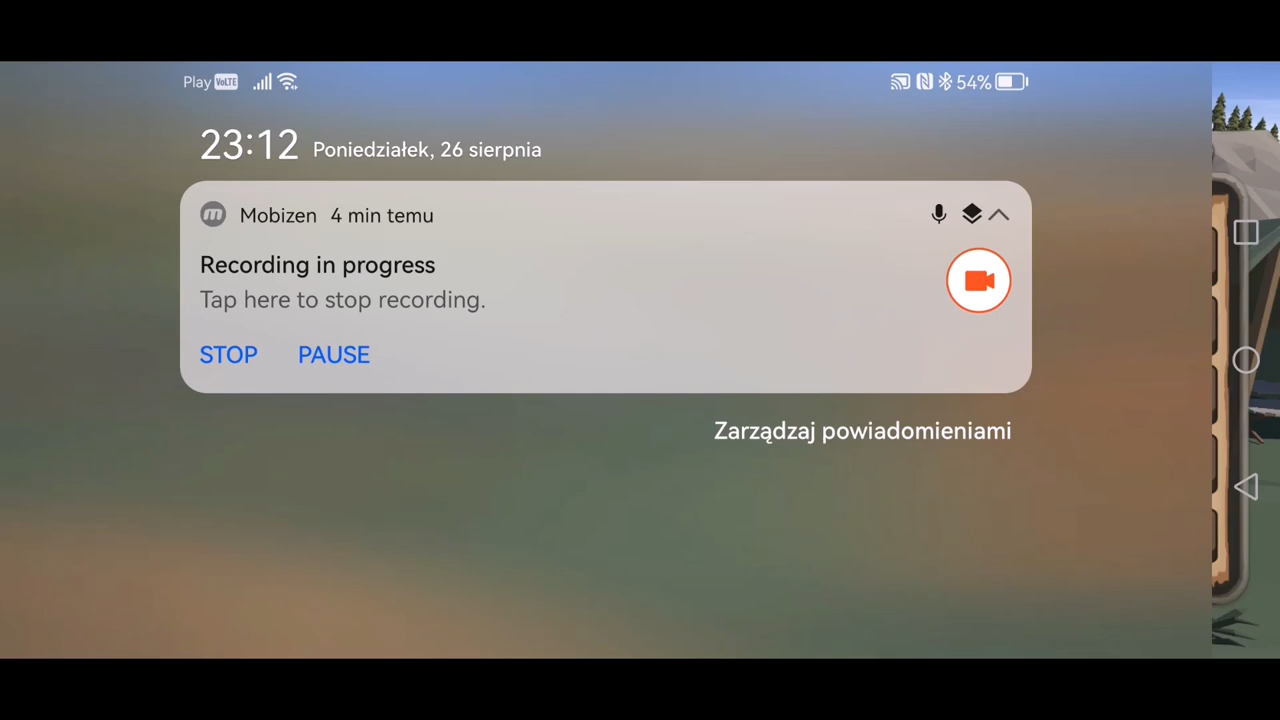 Play VoLTE 54%
23:12 Poniedziałek, 26 sierpnia
m Mobizen 4 min temu
Recording in progress
Tap here to stop recording.
STOP PAUSE
Zarządzaj powiadomieniami